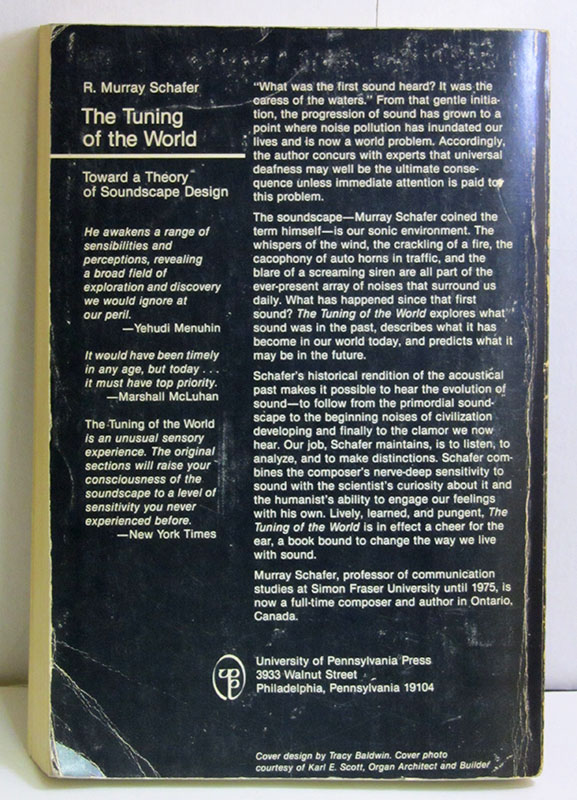 R. Murray Schafer
The Tuning
of the World
Toward a Theory
of Soundscape Design
He awakens a range of
sensibilities and
perceptions, revealing
a broad field of
exploration and discovery
we would ignore at
our peril.
—Yehudi Menuhin
It would have been timely
in any age, but today . . .
it must have top priority.
—Marshall McLuhan
The Tuning of the World
is an unusual sensory
experience. The original
sections will raise your
consciousness of the
soundscape to a level of
sensitivity you never
experienced before.
—New York Times
"What was the first sound heard? It was the
caress of the waters." From that gentle initia-
tion, the progression of sound has grown to a
point where noise pollution has inundated our
lives and is now a world problem. Accordingly,
the author concurs with experts that universal
deafness may well be the ultimate conse-
quence unless immediate attention is paid to
this problem.
The soundscape—Murray Schafer coined the
term himself—is our sonic environment. The
whispers of the wind, the crackling of a fire, the
cacophony of auto horns in traffic, and the
blare of a screaming siren are all part of the
ever-present array of noises that surround us
daily. What has happened since that first
sound? The Tuning of the World explores what
sound was in the past, describes what it has
become in our world today, and predicts what it
may be in the future.
Schafer's historical rendition of the acoustical
past makes it possible to hear the evolution of
sound—to follow from the primordial sound-
scape to the beginning noises of civilization
developing and finally to the clamor we now
hear. Our job, Schafer maintains, is to listen, to
analyze, and to make distinctions. Schafer com-
bines the composer's nerve-deep sensitivity to
sound with the scientist's curiosity about it and
the humanist's ability to engage our feelings
with his own. Lively, learned, and pungent, The
Tuning of the World is in effect a cheer for the
ear, a book bound to change the way we live
with sound.
Murray Schafer, professor of communication
studies at Simon Fraser University until 1975, is
now a full-time composer and author in Ontario,
Canada.
University of Pennsylvania Press
3933 Walnut Street
Philadelphia, Pennsylvania 19104
Cover design by Tracy Baldwin. Cover photo
courtesy of Karl E. Scott, Organ Architect and Builder